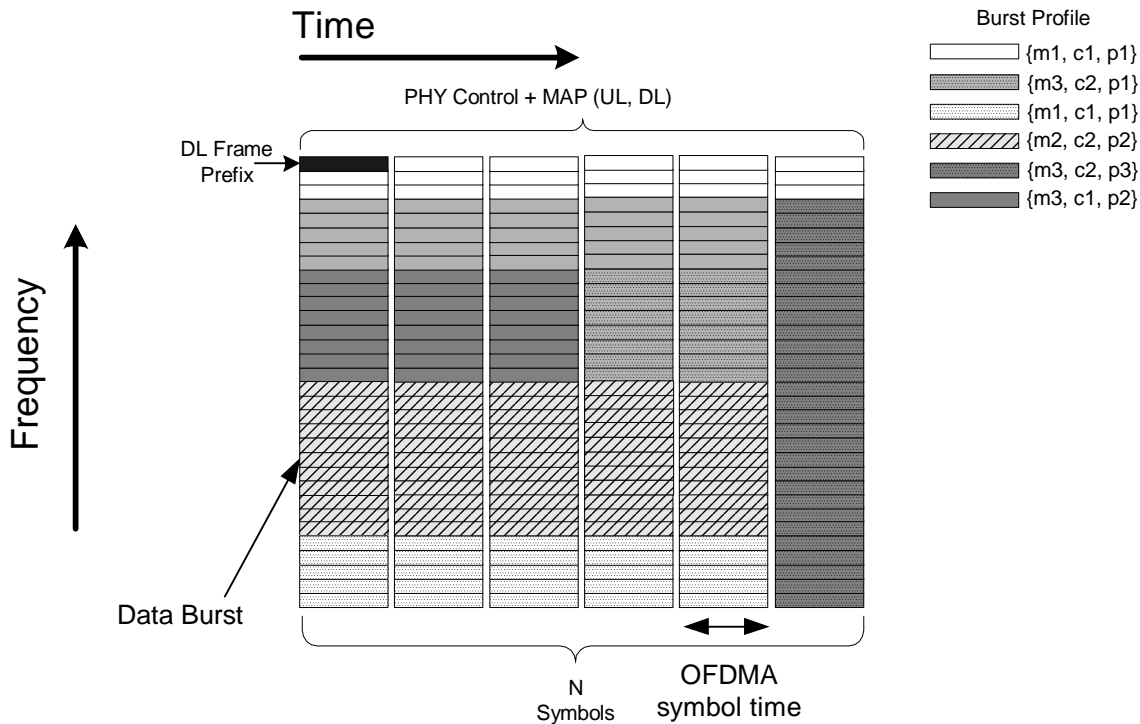 Time
PHY Control + MAP (UL, DL)
DL Frame
Prefix
Frequency
Data Burst
N
Symbols
OFDMA
symbol time
Burst Profile
{m1, c1, p1}
{m3, c2, p1}
{m1, c1, p1}
{m2, c2, p2}
{m3, c2, p3}
{m3, c1, p2}